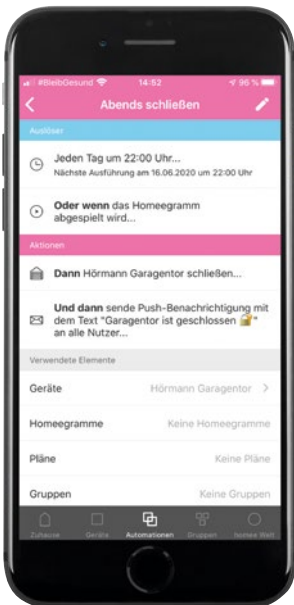 #BleibGesund 14:52 96 %
Abends schließen
Auslöser
Jeden Tag um 22:00 Uhr...
Nächste Ausführung am 16.06.2020 um 22:00 Uhr
Oder wenn das Homeegramm
abgespielt wird...
Aktionen
Dann Hörmann Garagentor schließen...
Und dann sende Push-Benachrichtigung mit
dem Text "Garagentor ist geschlossen 🔐"
an alle Nutzer...
Verwendete Elemente
Geräte Hörmann Garagentor
Homeegramme Keine Homeegramme
Pläne Keine Pläne
Gruppen Keine Gruppen
Zuhause Geräte Automationen Gruppen homee Welt